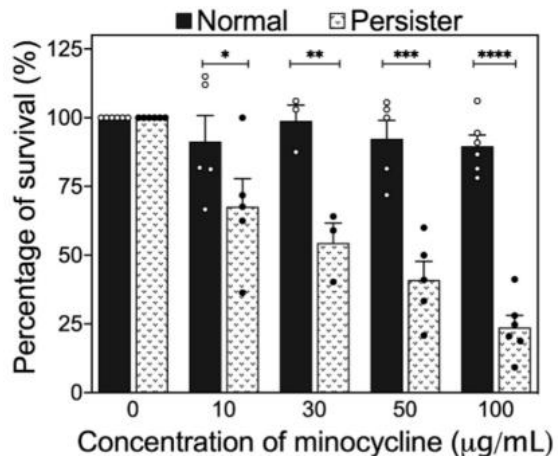 Normal Persister
Percentage of survival (%)
125
100
75
50
25
0
* ** *** ****
0 10 30 50 100
Concentration of minocycline (µg/mL)